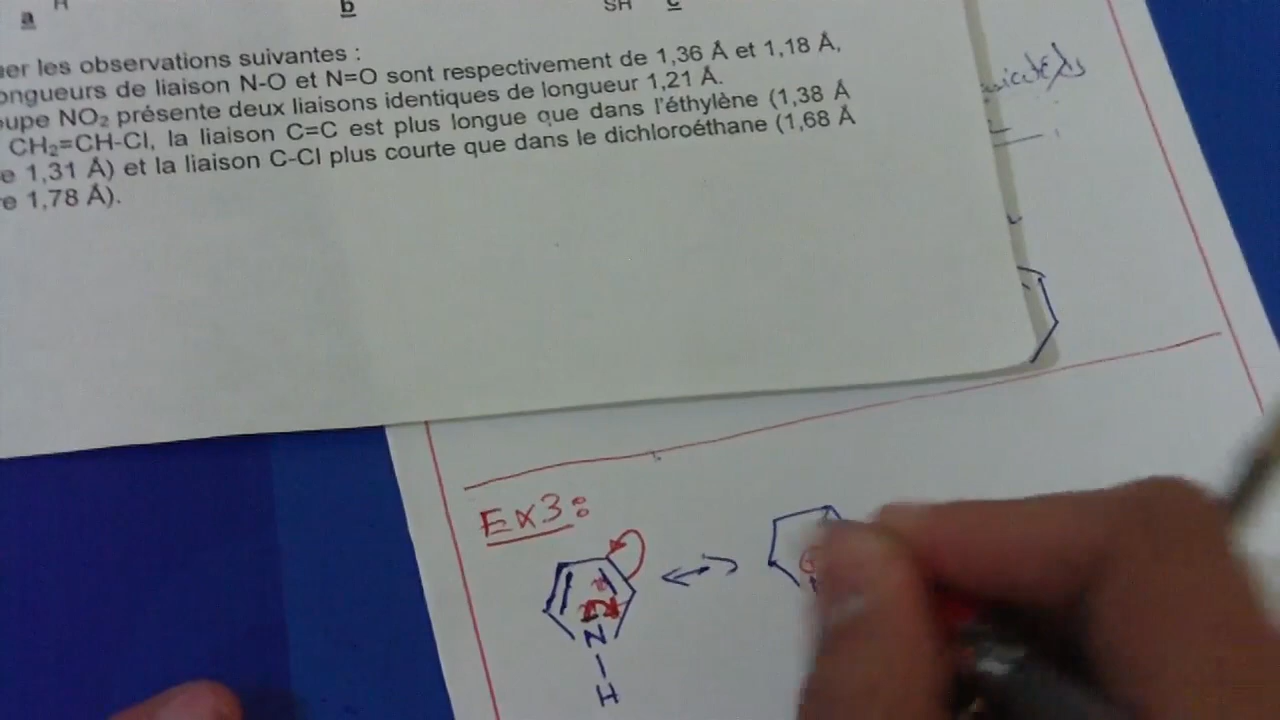 a H b SH c
er les observations suivantes :
ongueurs de liaison N-O et N=O sont respectivement de 1,36 Å et 1,18 Å,
oupe NO₂ présente deux liaisons identiques de longueur 1,21 Å.
CH₂=CH-Cl, la liaison C=C est plus longue que dans l'éthylène (1,38 Å
e 1,31 Å) et la liaison C-Cl plus courte que dans le dichloroéthane (1,68 Å
e 1,78 Å).
Ex3:
N
H